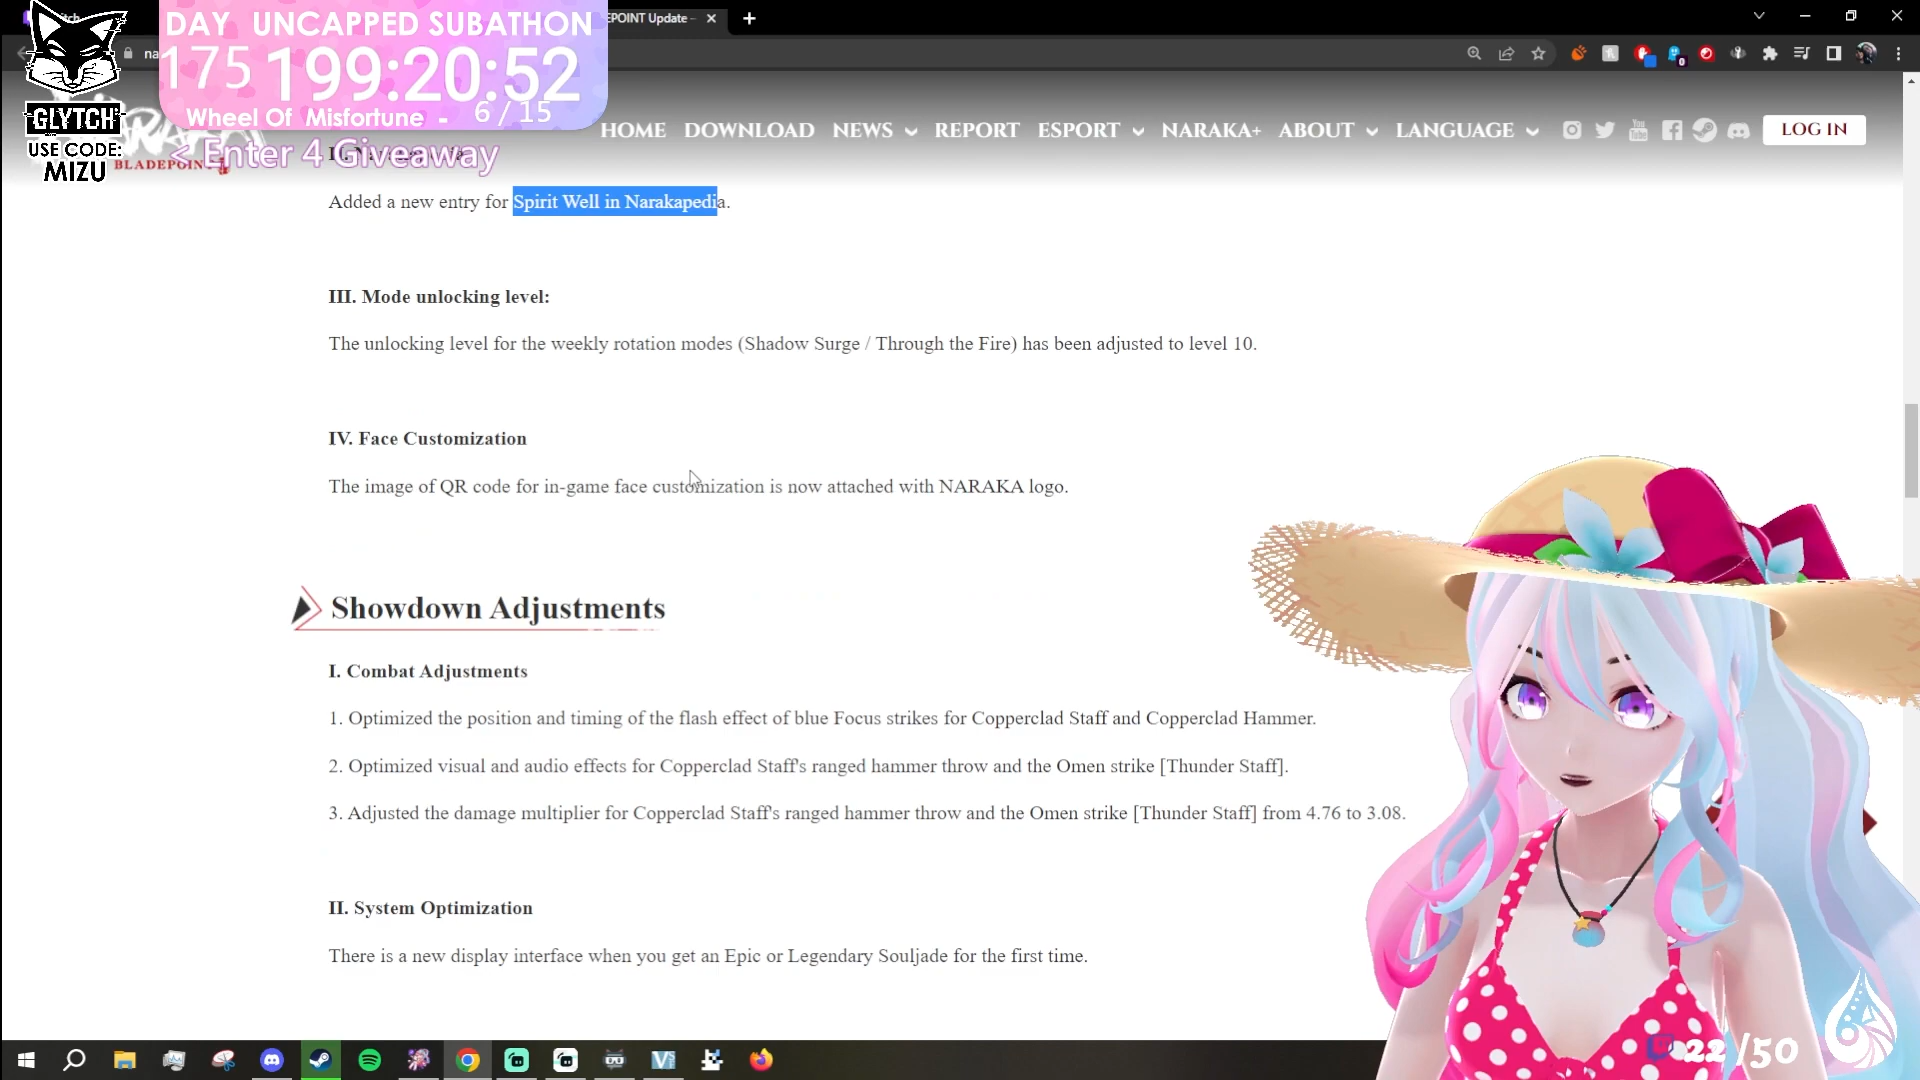 DAY UNCAPPED SUBATHON
175 199:20:52
Wheel Of Misfortune - 6 / 15
< Enter 4 Giveaway
GLYTCH
USE CODE:
MIZU
BLADEPOINT
EPOINT Update -
na
HOME DOWNLOAD NEWS REPORT ESPORT NARAKA+ ABOUT LANGUAGE LOG IN
Added a new entry for Spirit Well in Narakapedia.
III. Mode unlocking level:
The unlocking level for the weekly rotation modes (Shadow Surge / Through the Fire) has been adjusted to level 10.
IV. Face Customization
The image of QR code for in-game face customization is now attached with NARAKA logo.
Showdown Adjustments
I. Combat Adjustments
1. Optimized the position and timing of the flash effect of blue Focus strikes for Copperclad Staff and Copperclad Hammer.
2. Optimized visual and audio effects for Copperclad Staff's ranged hammer throw and the Omen strike [Thunder Staff].
3. Adjusted the damage multiplier for Copperclad Staff's ranged hammer throw and the Omen strike [Thunder Staff] from 4.76 to 3.08.
II. System Optimization
There is a new display interface when you get an Epic or Legendary Souljade for the first time.
22 /50